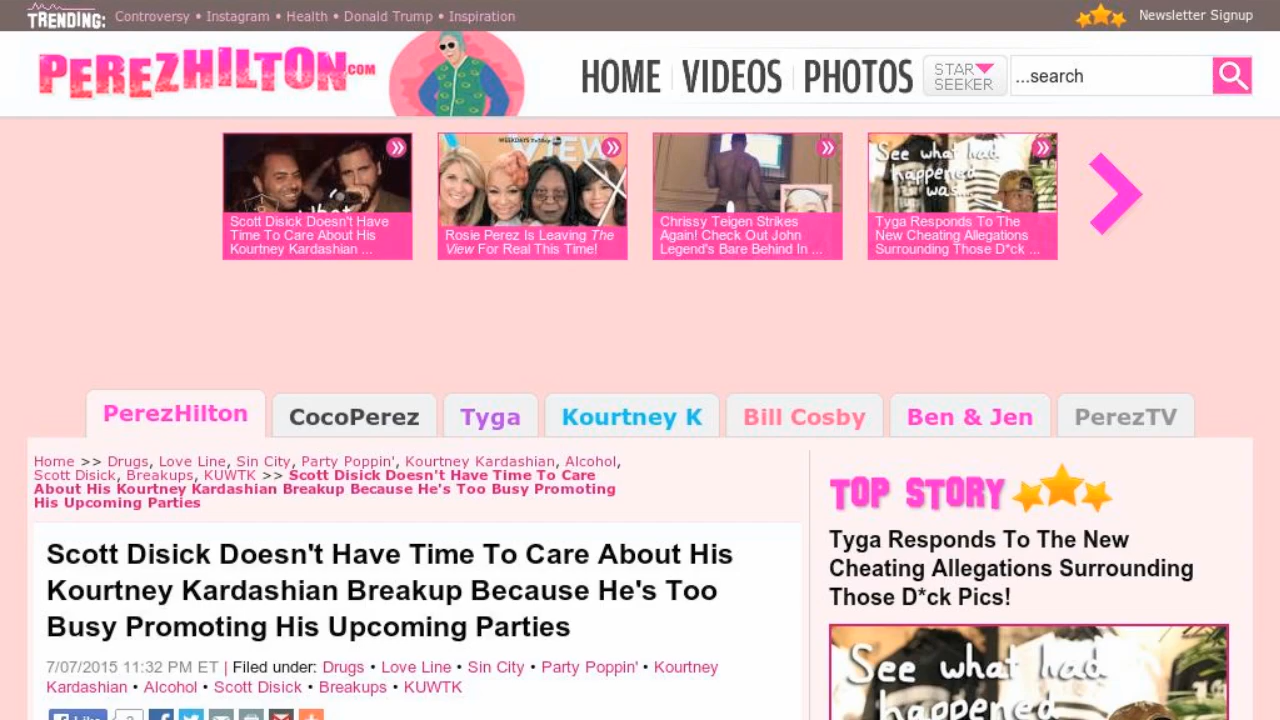 TRENDING: Controversy • Instagram • Health • Donald Trump • Inspiration
Newsletter Signup
PEREZHILTON.COM
HOME
VIDEOS
PHOTOS
STAR
SEEKER
...search
Scott Disick Doesn't Have
Time To Care About His
Kourtney Kardashian ...
WEEKDAYS
VIEW
Rosie Perez Is Leaving The
View For Real This Time!
Chrissy Teigen Strikes
Again! Check Out John
Legend's Bare Behind In ...
See what had
happened
was...
Tyga Responds To The
New Cheating Allegations
Surrounding Those D*ck ...
PerezHilton
CocoPerez
Tyga
Kourtney K
Bill Cosby
Ben & Jen
PerezTV
Home >> Drugs, Love Line, Sin City, Party Poppin', Kourtney Kardashian, Alcohol,
Scott Disick, Breakups, KUWTK >> Scott Disick Doesn't Have Time To Care
About His Kourtney Kardashian Breakup Because He's Too Busy Promoting
His Upcoming Parties
Scott Disick Doesn't Have Time To Care About His
Kourtney Kardashian Breakup Because He's Too
Busy Promoting His Upcoming Parties
7/07/2015 11:32 PM ET | Filed under: Drugs • Love Line • Sin City • Party Poppin' • Kourtney
Kardashian • Alcohol • Scott Disick • Breakups • KUWTK
Like
TOP STORY
Tyga Responds To The New
Cheating Allegations Surrounding
Those D*ck Pics!
See what had
happened